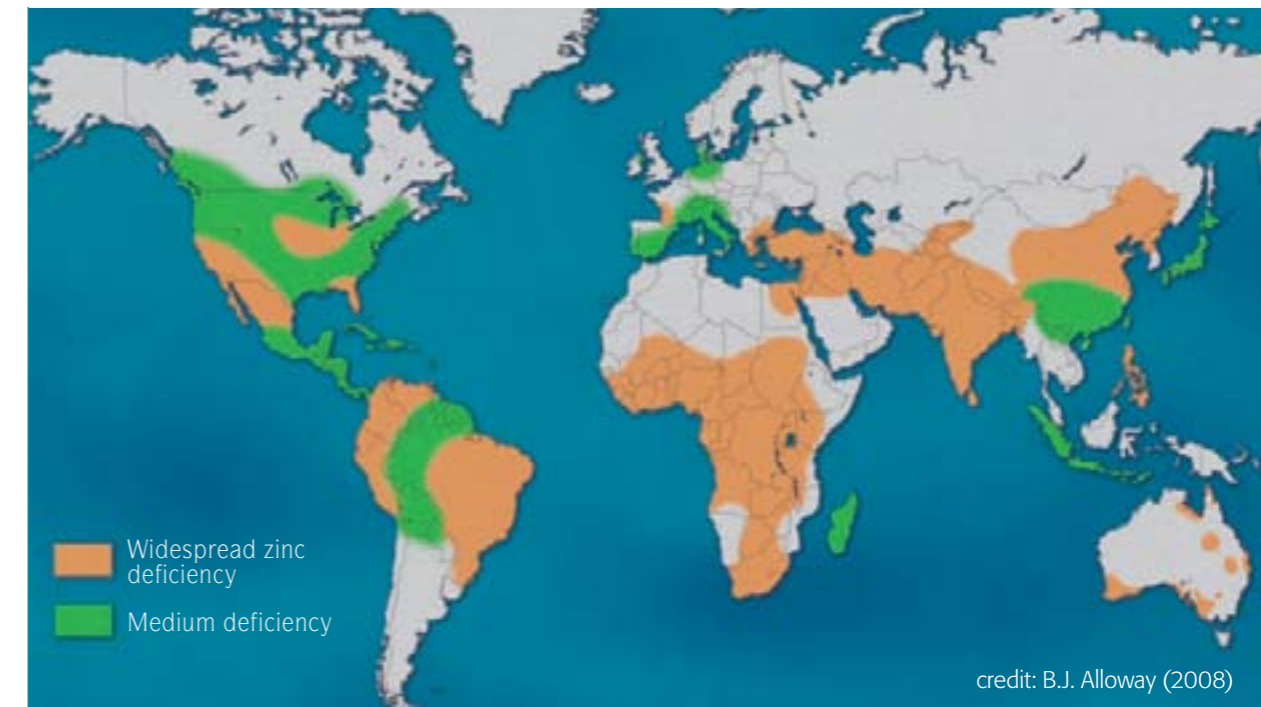 Widespread zinc
deficiency
Medium deficiency
credit: B.J. Alloway (2008)